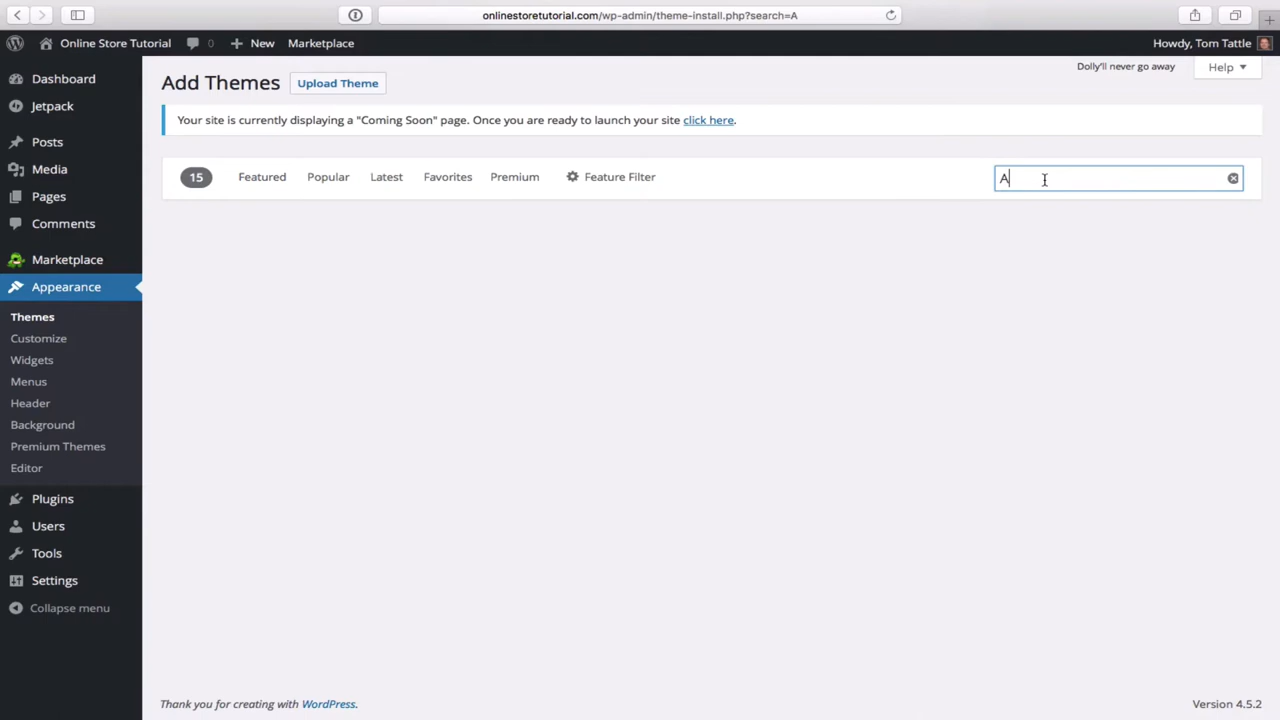 onlinestoretutorial.com/wp-admin/theme-install.php?search=A
Online Store Tutorial 0 New Marketplace Howdy, Tom Tattle
Dashboard
Jetpack
Posts
Media
Pages
Comments
Marketplace
Appearance
Themes
Customize
Widgets
Menus
Header
Background
Premium Themes
Editor
Plugins
Users
Tools
Settings
Collapse menu
Dolly'll never go away Help
Add Themes Upload Theme
Your site is currently displaying a "Coming Soon" page. Once you are ready to launch your site click here.
15 Featured Popular Latest Favorites Premium Feature Filter A
Thank you for creating with WordPress. Version 4.5.2